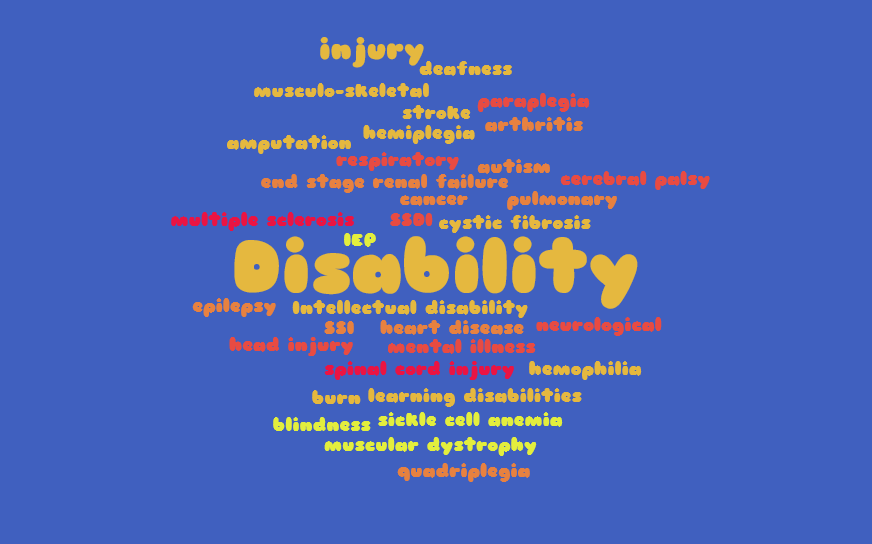 injury
deafness
musculo-skeletal
paraplegia
stroke
arthritis
hemiplegia
amputation
respiratory
autism
end stage renal failure
cerebral palsy
cancer
pulmonary
multiple sclerosis
SSDI
cystic fibrosis
IEP
Disability
epilepsy
Intellectual disability
SSI
heart disease
neurological
head injury
mental illness
spinal cord injury
hemophilia
burn
learning disabilities
blindness
sickle cell anemia
muscular dystrophy
quadriplegia